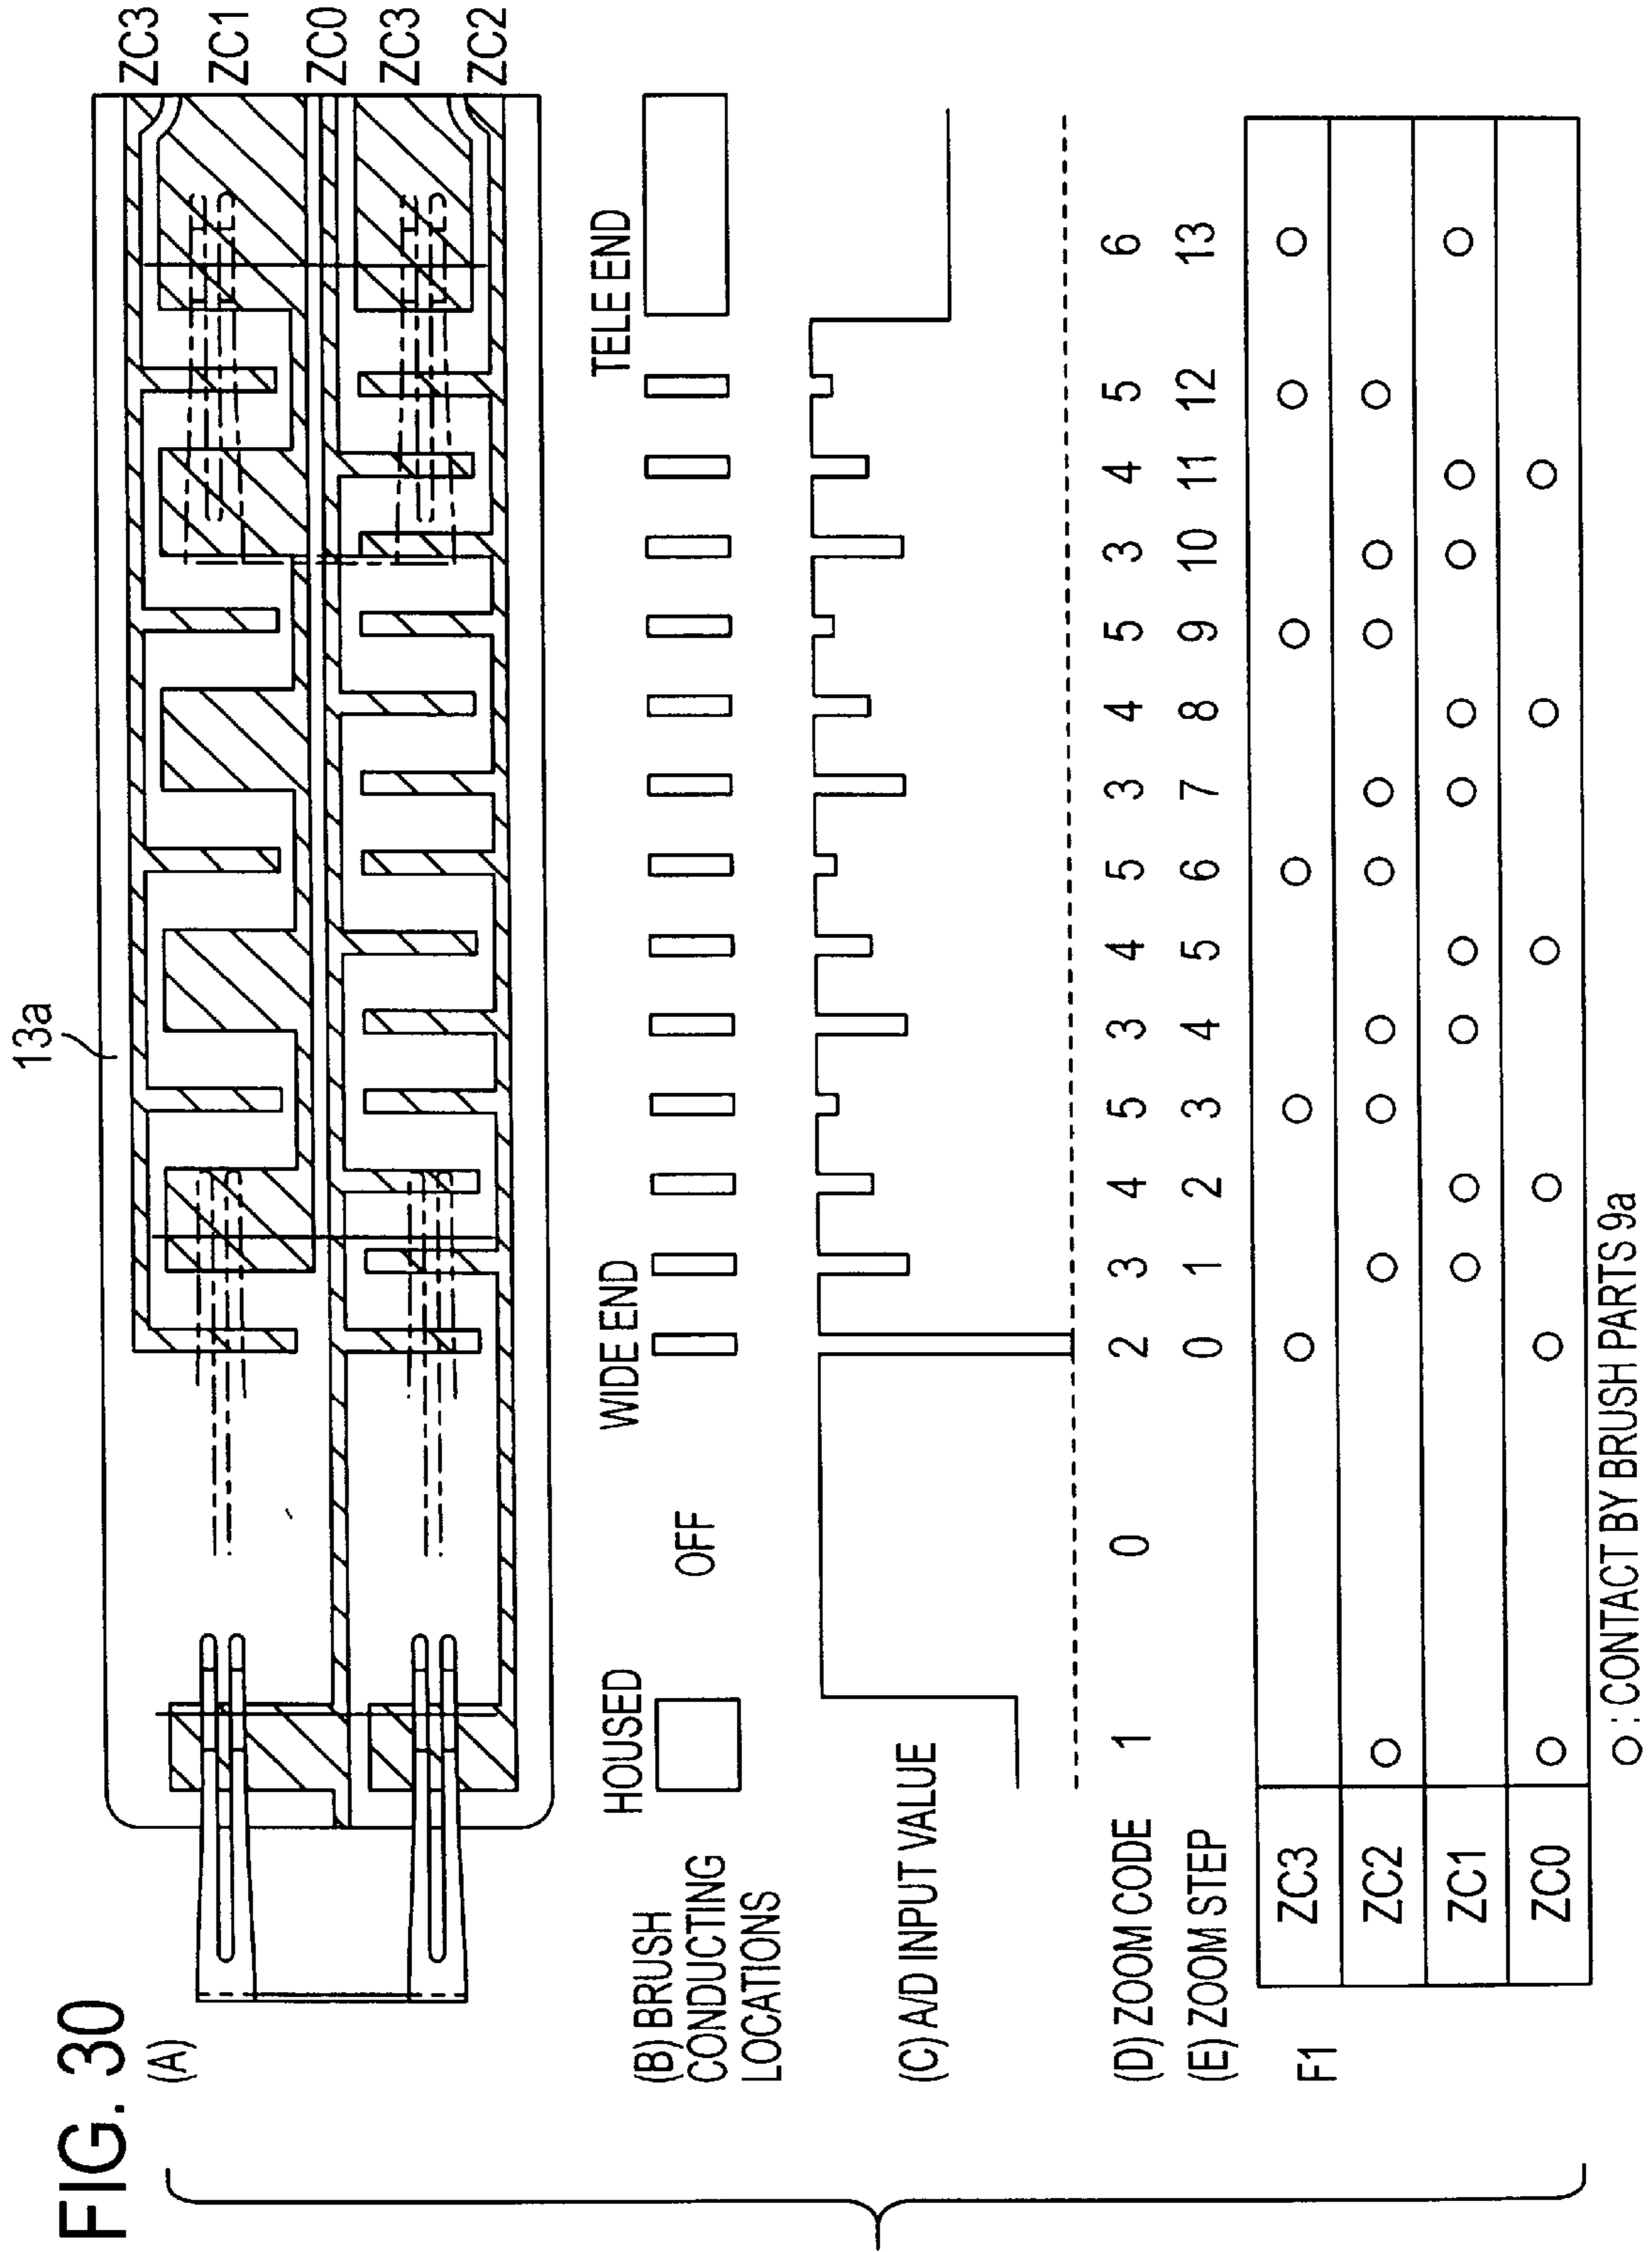 FIG. 30
(A)
13a
ZC3
ZC1
ZC0
ZC3
ZC2
HOUSED
OFF
WIDE END
TELE END
(B) BRUSH
CONDUCTING
LOCATIONS
(C) A/D INPUT VALUE
(D) ZOOM CODE 1 0 2 3 4 5 3 4 5 3 4 5 3 4 5 6
(E) ZOOM STEP 0 1 2 3 4 5 6 7 8 9 10 11 12 13
F1
ZC3 ○ ○ ○ ○ ○ ○
ZC2 ○ ○ ○ ○ ○ ○ ○ ○ ○
ZC1 ○ ○ ○ ○ ○ ○ ○ ○ ○
ZC0 ○ ○ ○ ○ ○ ○
○ : CONTACT BY BRUSH PARTS 9a